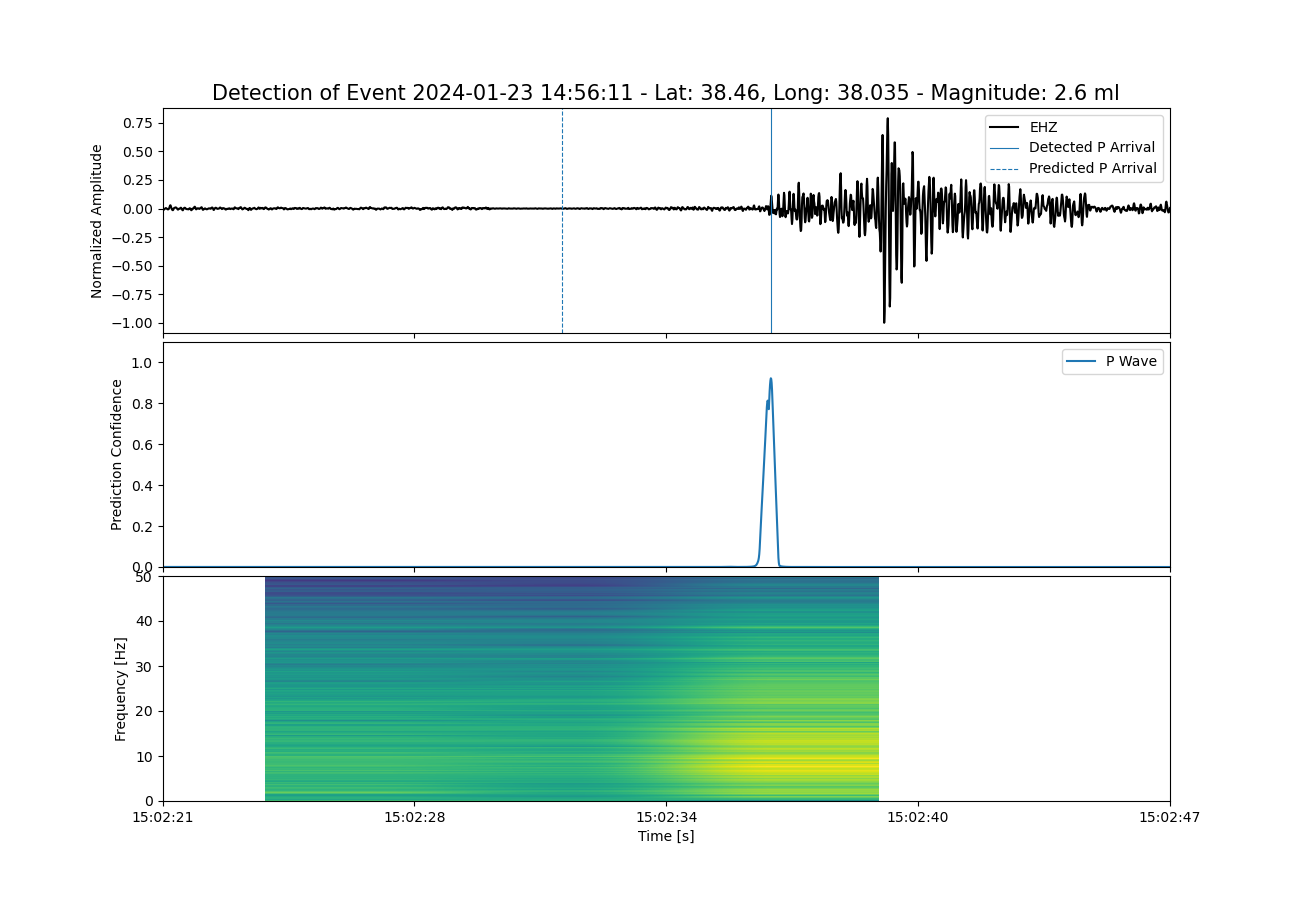 Detection of Event 2024-01-23 14:56:11 - Lat: 38.46, Long: 38.035 - Magnitude: 2.6 ml
Normalized Amplitude
0.75
0.50
0.25
0.00
−0.25
−0.50
−0.75
−1.00
EHZ
Detected P Arrival
Predicted P Arrival
Prediction Confidence
1.0
0.8
0.6
0.4
0.2
0.0
P Wave
Frequency [Hz]
50
40
30
20
10
0
15:02:21 15:02:28 15:02:34 15:02:40 15:02:47
Time [s]